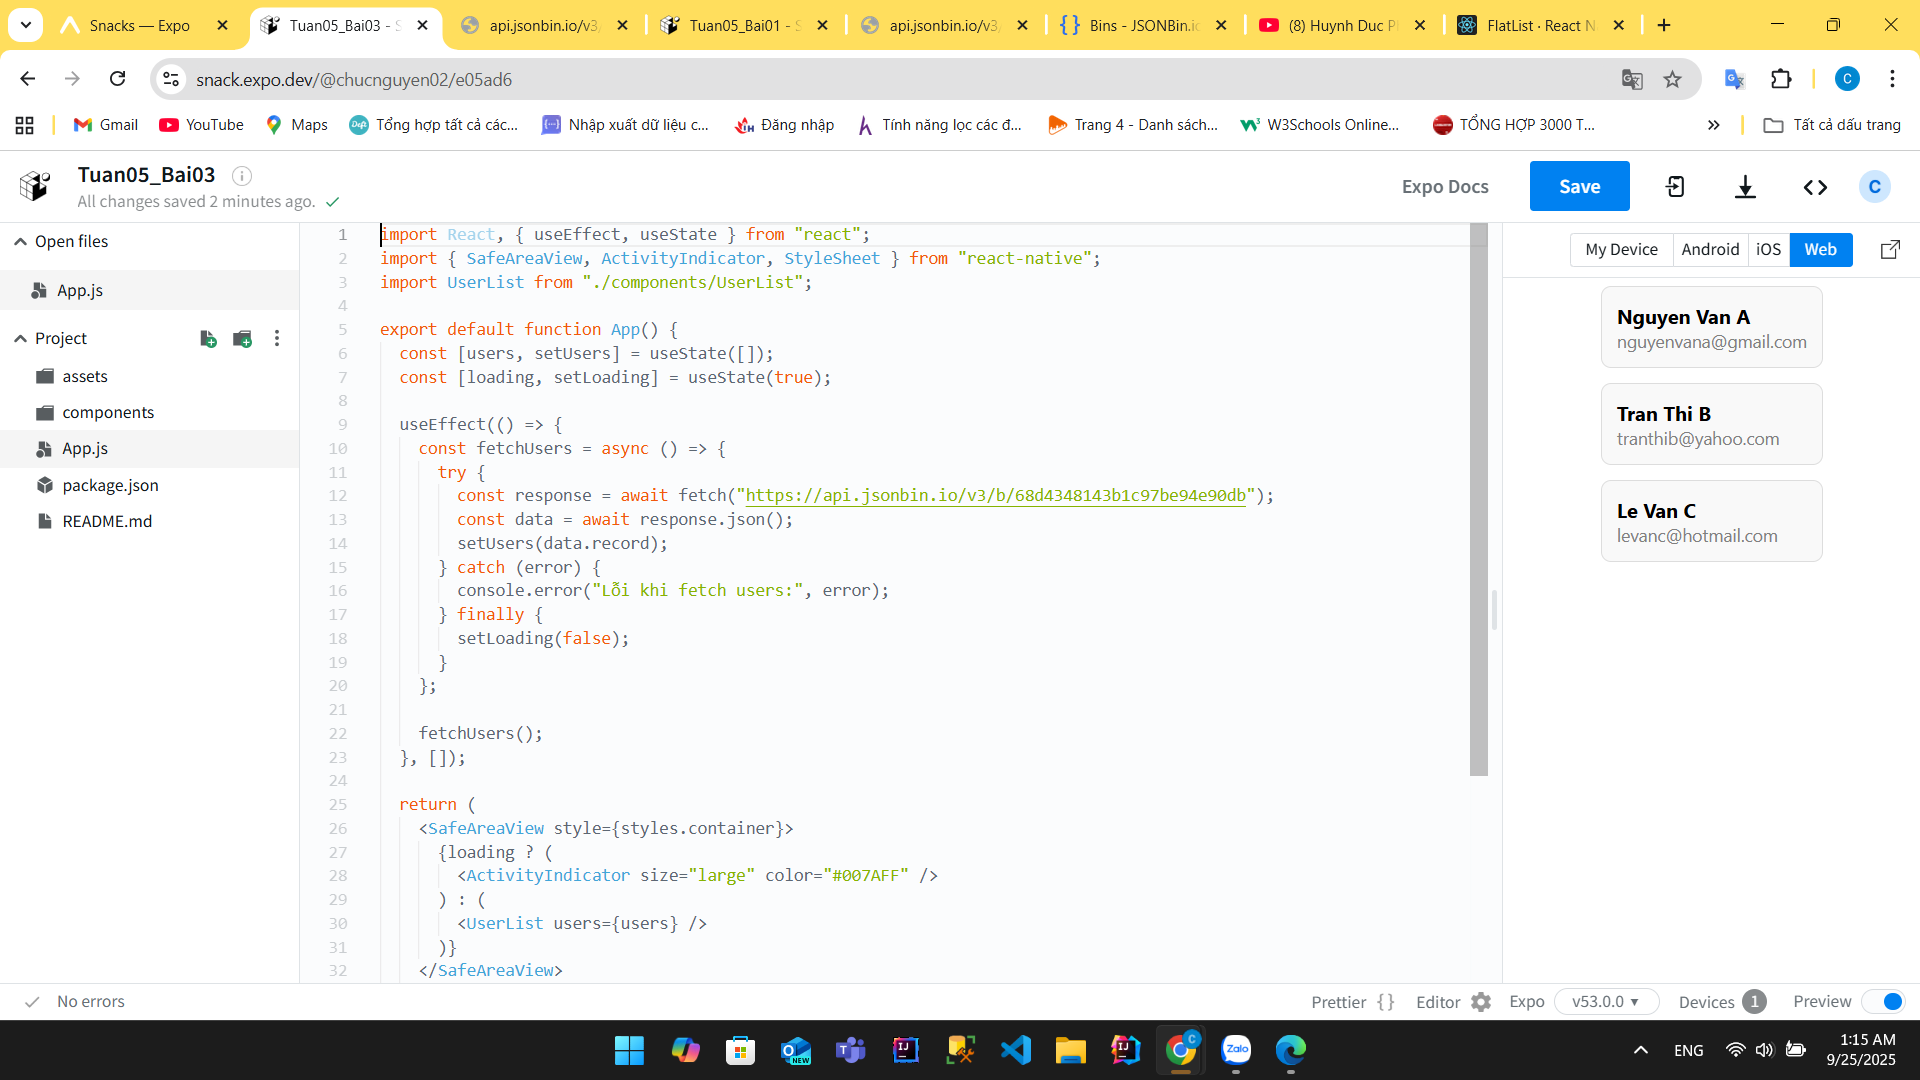 Snacks — Expo
Tuan05_Bai03 - S
api.jsonbin.io/v3/
Tuan05_Bai01 - S
api.jsonbin.io/v3/
Bins - JSONBin.io
(8) Huynh Duc P
FlatList · React N
snack.expo.dev/@chucnguyen02/e05ad6
C
Gmail
YouTube
Maps
Tổng hợp tất cả các...
Nhập xuất dữ liệu c...
Đăng nhập
Tính năng lọc các đ...
Trang 4 - Danh sách...
W3Schools Online...
TỔNG HỢP 3000 T...
Tất cả dấu trang
Tuan05_Bai03
All changes saved 2 minutes ago.
Expo Docs
Save
C
Open files
App.js
Project
assets
components
App.js
package.json
README.md
1 import React, { useEffect, useState } from "react";
2 import { SafeAreaView, ActivityIndicator, StyleSheet } from "react-native";
3 import UserList from "./components/UserList";
4
5 export default function App() {
6 const [users, setUsers] = useState([]);
7 const [loading, setLoading] = useState(true);
8
9 useEffect(() => {
10 const fetchUsers = async () => {
11 try {
12 const response = await fetch("https://api.jsonbin.io/v3/b/68d4348143b1c97be94e90db");
13 const data = await response.json();
14 setUsers(data.record);
15 } catch (error) {
16 console.error("Lỗi khi fetch users:", error);
17 } finally {
18 setLoading(false);
19 }
20 };
21
22 fetchUsers();
23 }, []);
24
25 return (
26 <SafeAreaView style={styles.container}>
27 {loading ? (
28 <ActivityIndicator size="large" color="#007AFF" />
29 ) : (
30 <UserList users={users} />
31 )}
32 </SafeAreaView>
My Device
Android
iOS
Web
Nguyen Van A
nguyenvana@gmail.com
Tran Thi B
tranthib@yahoo.com
Le Van C
levanc@hotmail.com
No errors
Prettier { }
Editor
Expo
v53.0.0
Devices 1
Preview
NEW
Zalo
C
ENG
1:15 AM
9/25/2025